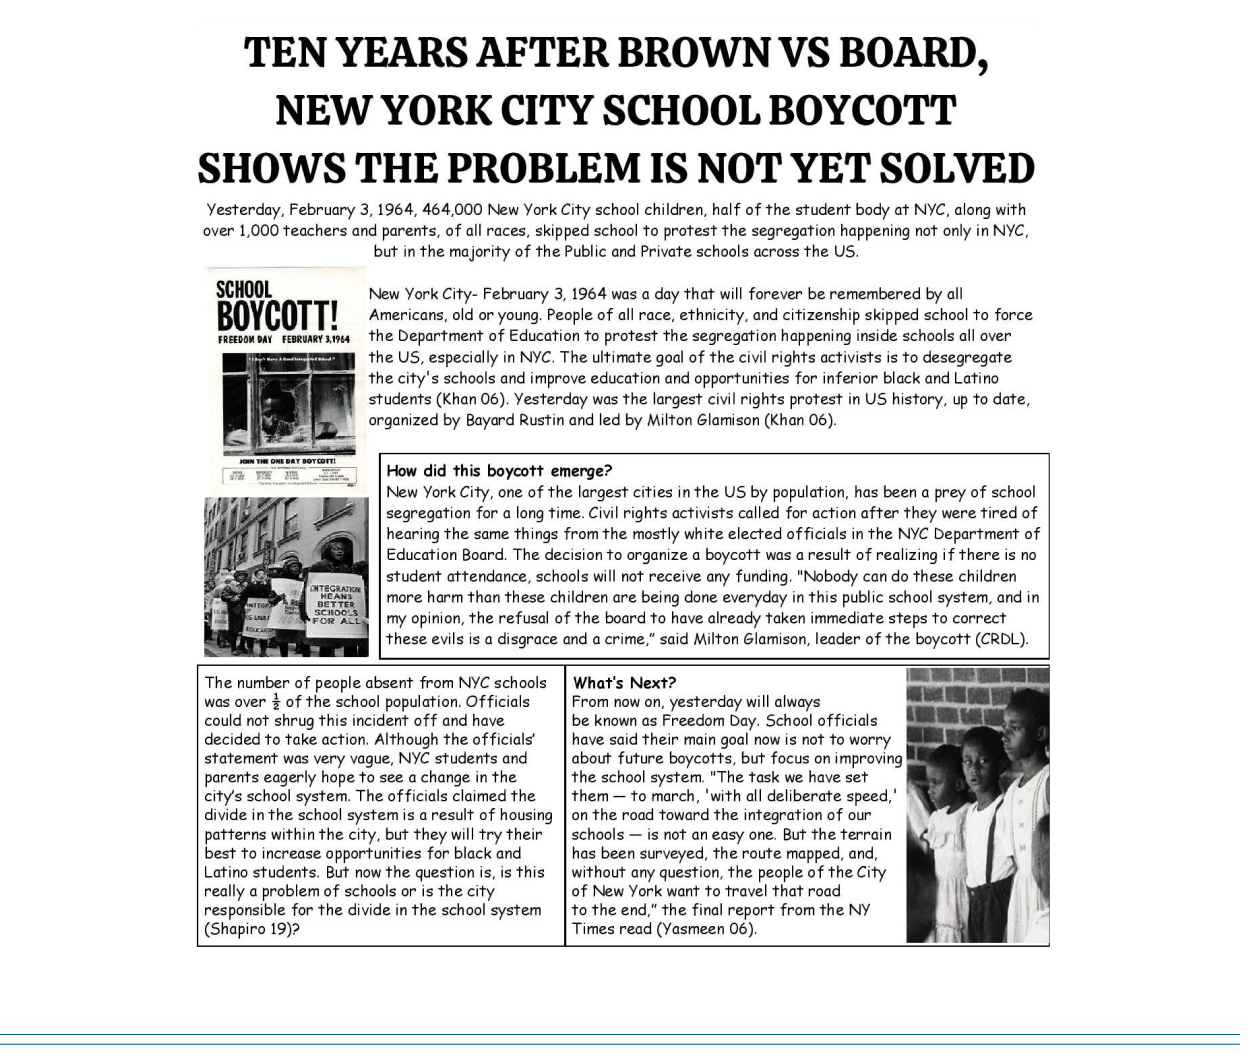 TEN YEARS AFTER BROWN VS BOARD,
NEW YORK CITY SCHOOL BOYCOTT
SHOWS THE PROBLEM IS NOT YET SOLVED
Yesterday, February 3, 1964, 464,000 New York City school children, half of the student body at NYC, along with
over 1,000 teachers and parents, of all races, skipped school to protest the segregation happening not only in NYC,
but in the majority of the Public and Private schools across the US.
SCHOOL
BOYCOTT!
FREEDOM DAY FEBRUARY 3, 1964
"I Don't Have A Good Integrated School"
JOIN THE ONE DAY BOYCOTT!
New York City- February 3, 1964 was a day that will forever be remembered by all
Americans, old or young. People of all race, ethnicity, and citizenship skipped school to force
the Department of Education to protest the segregation happening inside schools all over
the US, especially in NYC. The ultimate goal of the civil rights activists is to desegregate
the city's schools and improve education and opportunities for inferior black and Latino
students (Khan 06). Yesterday was the largest civil rights protest in US history, up to date,
organized by Bayard Rustin and led by Milton Glamison (Khan 06).
How did this boycott emerge?
New York City, one of the largest cities in the US by population, has been a prey of school
segregation for a long time. Civil rights activists called for action after they were tired of
hearing the same things from the mostly white elected officials in the NYC Department of
Education Board. The decision to organize a boycott was a result of realizing if there is no
student attendance, schools will not receive any funding. "Nobody can do these children
more harm than these children are being done everyday in this public school system, and in
my opinion, the refusal of the board to have already taken immediate steps to correct
these evils is a disgrace and a crime,” said Milton Glamison, leader of the boycott (CRDL).
INTEGRATION
MEANS
BETTER
SCHOOLS
FOR ALL
The number of people absent from NYC schools
was over ½ of the school population. Officials
could not shrug this incident off and have
decided to take action. Although the officials’
statement was very vague, NYC students and
parents eagerly hope to see a change in the
city’s school system. The officials claimed the
divide in the school system is a result of housing
patterns within the city, but they will try their
best to increase opportunities for black and
Latino students. But now the question is, is this
really a problem of schools or is the city
responsible for the divide in the school system
(Shapiro 19)?
What’s Next?
From now on, yesterday will always
be known as Freedom Day. School officials
have said their main goal now is not to worry
about future boycotts, but focus on improving
the school system. "The task we have set
them — to march, 'with all deliberate speed,'
on the road toward the integration of our
schools — is not an easy one. But the terrain
has been surveyed, the route mapped, and,
without any question, the people of the City
of New York want to travel that road
to the end,” the final report from the NY
Times read (Yasmeen 06).